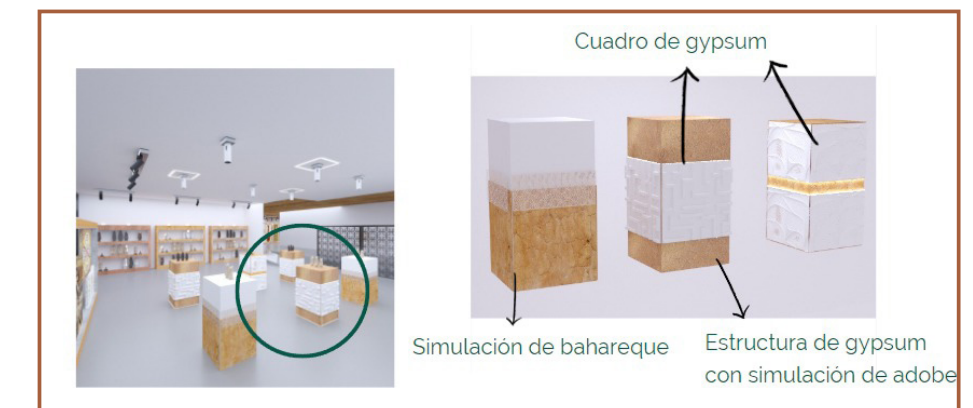 Cuadro de gypsum
Simulación de bahareque
Estructura de gypsum
con simulación de adobe